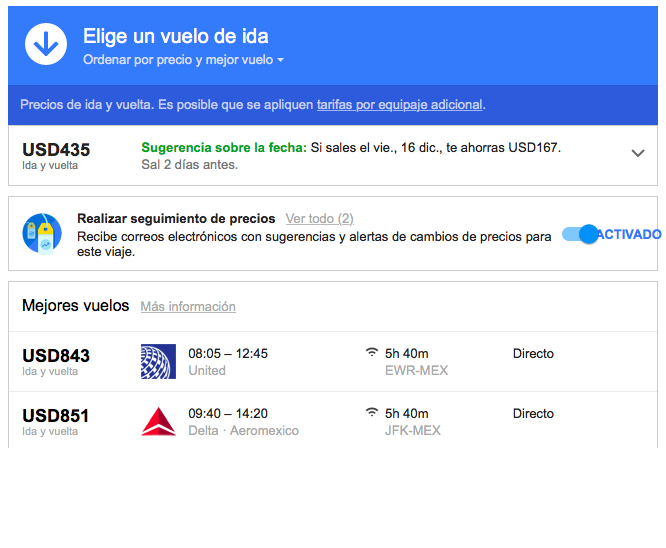 Elige un vuelo de ida
Ordenar por precio y mejor vuelo
Precios de ida y vuelta. Es posible que se apliquen tarifas por equipaje adicional.
USD435
Ida y vuelta
Sugerencia sobre la fecha: Si sales el vie., 16 dic., te ahorras USD167.
Sal 2 días antes.
Realizar seguimiento de precios Ver todo (2)
Recibe correos electrónicos con sugerencias y alertas de cambios de precios para
este viaje.
ACTIVADO
Mejores vuelos Más información
USD843 08:05 – 12:45 5h 40m Directo
Ida y vuelta United EWR-MEX
USD851 09:40 – 14:20 5h 40m Directo
Ida y vuelta Delta · Aeromexico JFK-MEX